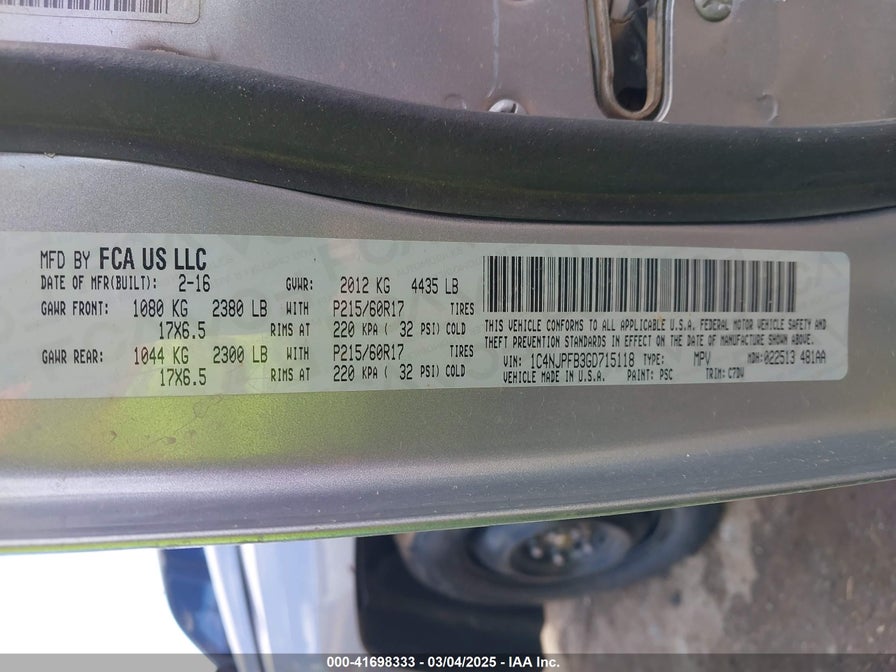 MFD BY FCA US LLC
DATE OF MFR(BUILT): 2-16 GVWR: 2012 KG 4435 LB
GAWR FRONT: 1080 KG 2380 LB WITH P215/60R17 TIRES
17X6.5 RIMS AT 220 KPA ( 32 PSI) COLD
GAWR REAR: 1044 KG 2300 LB WITH P215/60R17 TIRES
17X6.5 RIMS AT 220 KPA ( 32 PSI) COLD
THIS VEHICLE CONFORMS TO ALL APPLICABLE U.S.A. FEDERAL MOTOR VEHICLE SAFETY AND
THEFT PREVENTION STANDARDS IN EFFECT ON THE DATE OF MANUFACTURE SHOWN ABOVE.
VIN: 1C4NJPFB3GD715118 TYPE: MPV MDH:022513 481AA
VEHICLE MADE IN U.S.A. PAINT: PSC TRIM: C7DV
000-41698333 - 03/04/2025 - IAA Inc.